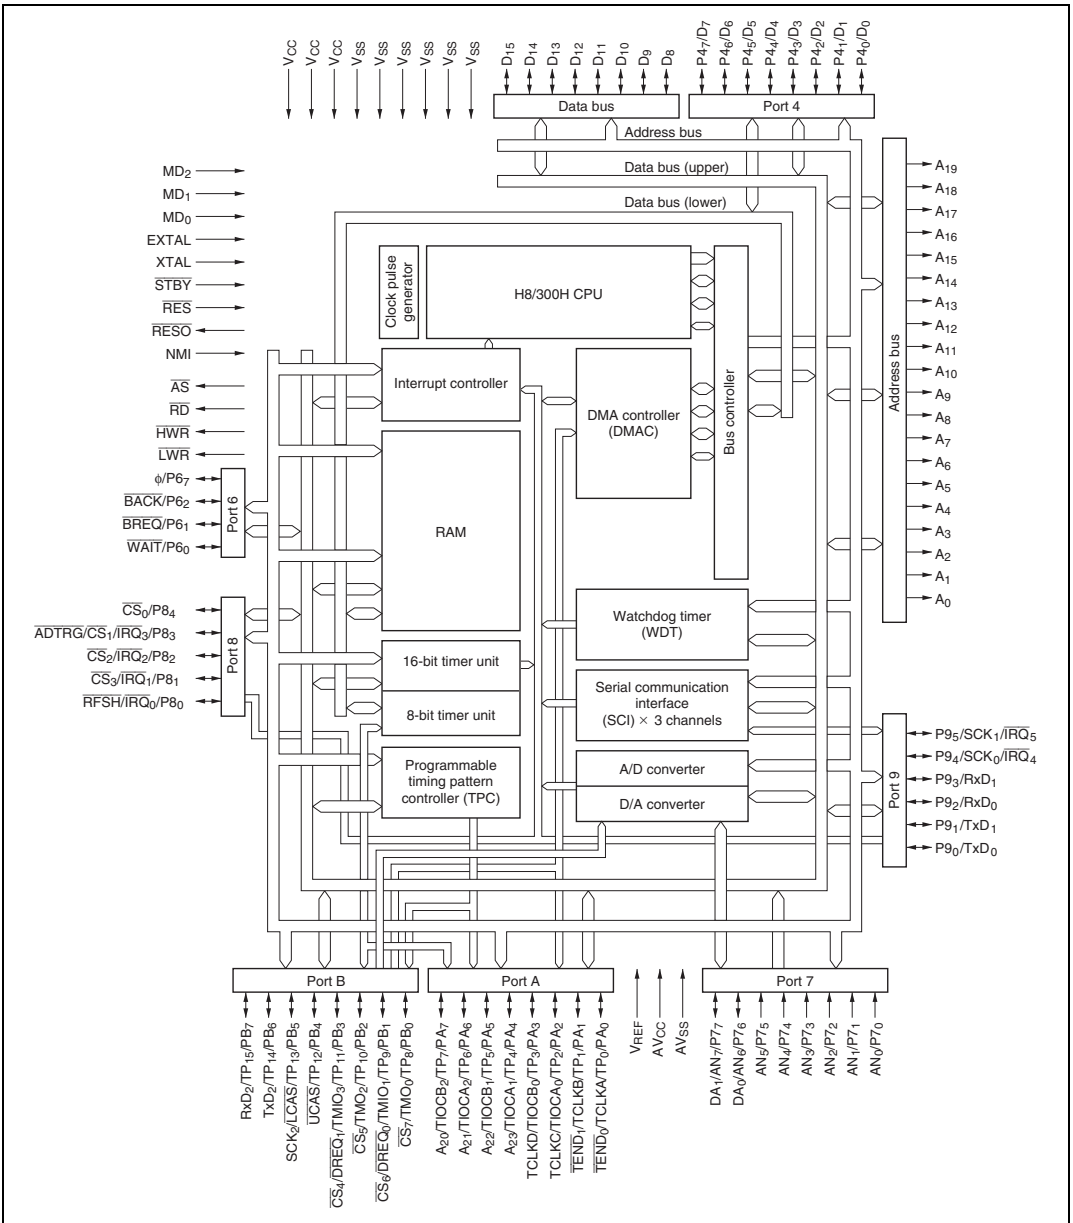 VCC
VCC
VCC
VSS
VSS
VSS
VSS
VSS
VSS
D15
D14
D13
D12
D11
D10
D9
D8
P47/D7
P46/D6
P45/D5
P44/D4
P43/D3
P42/D2
P41/D1
P40/D0
Data bus
Port 4
Address bus
Data bus (upper)
Data bus (lower)
MD2
MD1
MD0
EXTAL
XTAL
STBY
RES
RESO
NMI
AS
RD
HWR
LWR
φ/P67
BACK/P62
BREQ/P61
WAIT/P60
Port 6
CS0/P84
ADTRG/CS1/IRQ3/P83
CS2/IRQ2/P82
CS3/IRQ1/P81
RFSH/IRQ0/P80
Port 8
Clock pulse
generator
H8/300H CPU
Interrupt controller
DMA controller
(DMAC)
Bus controller
RAM
Watchdog timer
(WDT)
16-bit timer unit
8-bit timer unit
Serial communication
interface
(SCI) × 3 channels
Programmable
timing pattern
controller (TPC)
A/D converter
D/A converter
Address bus
A19
A18
A17
A16
A15
A14
A13
A12
A11
A10
A9
A8
A7
A6
A5
A4
A3
A2
A1
A0
Port 9
P95/SCK1/IRQ5
P94/SCK0/IRQ4
P93/RxD1
P92/RxD0
P91/TxD1
P90/TxD0
Port B
Port A
Port 7
RxD2/TP15/PB7
TxD2/TP14/PB6
SCK2/LCAS/TP13/PB5
UCAS/TP12/PB4
CS4/DREQ1/TMIO3/TP11/PB3
CS5/TMO2/TP10/PB2
CS6/DREQ0/TMIO1/TP9/PB1
CS7/TMO0/TP8/PB0
A20/TIOCB2/TP7/PA7
A21/TIOCA2/TP6/PA6
A22/TIOCB1/TP5/PA5
A23/TIOCA1/TP4/PA4
TCLKD/TIOCB0/TP3/PA3
TCLKC/TIOCA0/TP2/PA2
TEND1/TCLKB/TP1/PA1
TEND0/TCLKA/TP0/PA0
VREF
AVCC
AVSS
DA1/AN7/P77
DA0/AN6/P76
AN5/P75
AN4/P74
AN3/P73
AN2/P72
AN1/P71
AN0/P70